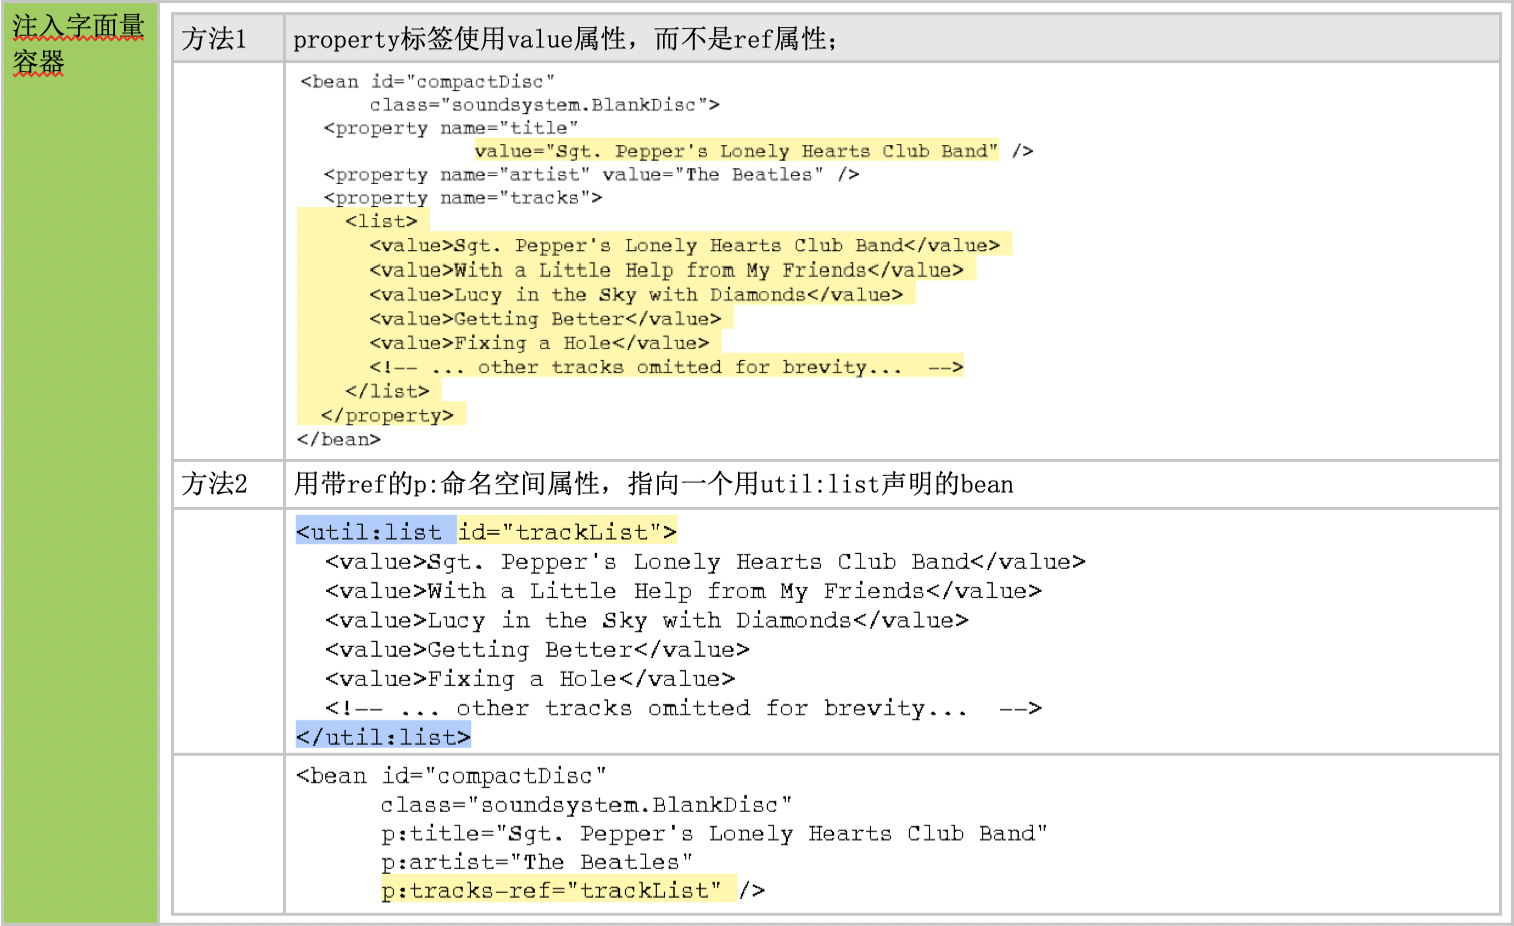 注入字面量
容器
方法1
property标签使用value属性，而不是ref属性；
<bean id="compactDisc"
class="soundsystem.BlankDisc">
<property name="title"
value="Sgt. Pepper's Lonely Hearts Club Band" />
<property name="artist" value="The Beatles" />
<property name="tracks">
<list>
<value>Sgt. Pepper's Lonely Hearts Club Band</value>
<value>With a Little Help from My Friends</value>
<value>Lucy in the Sky with Diamonds</value>
<value>Getting Better</value>
<value>Fixing a Hole</value>
<!-- ... other tracks omitted for brevity... -->
</list>
</property>
</bean>
方法2
用带ref的p:命名空间属性，指向一个用util:list声明的bean
<util:list id="trackList">
<value>Sgt. Pepper's Lonely Hearts Club Band</value>
<value>With a Little Help from My Friends</value>
<value>Lucy in the Sky with Diamonds</value>
<value>Getting Better</value>
<value>Fixing a Hole</value>
<!-- ... other tracks omitted for brevity... -->
</util:list>
<bean id="compactDisc"
class="soundsystem.BlankDisc"
p:title="Sgt. Pepper's Lonely Hearts Club Band"
p:artist="The Beatles"
p:tracks-ref="trackList" />